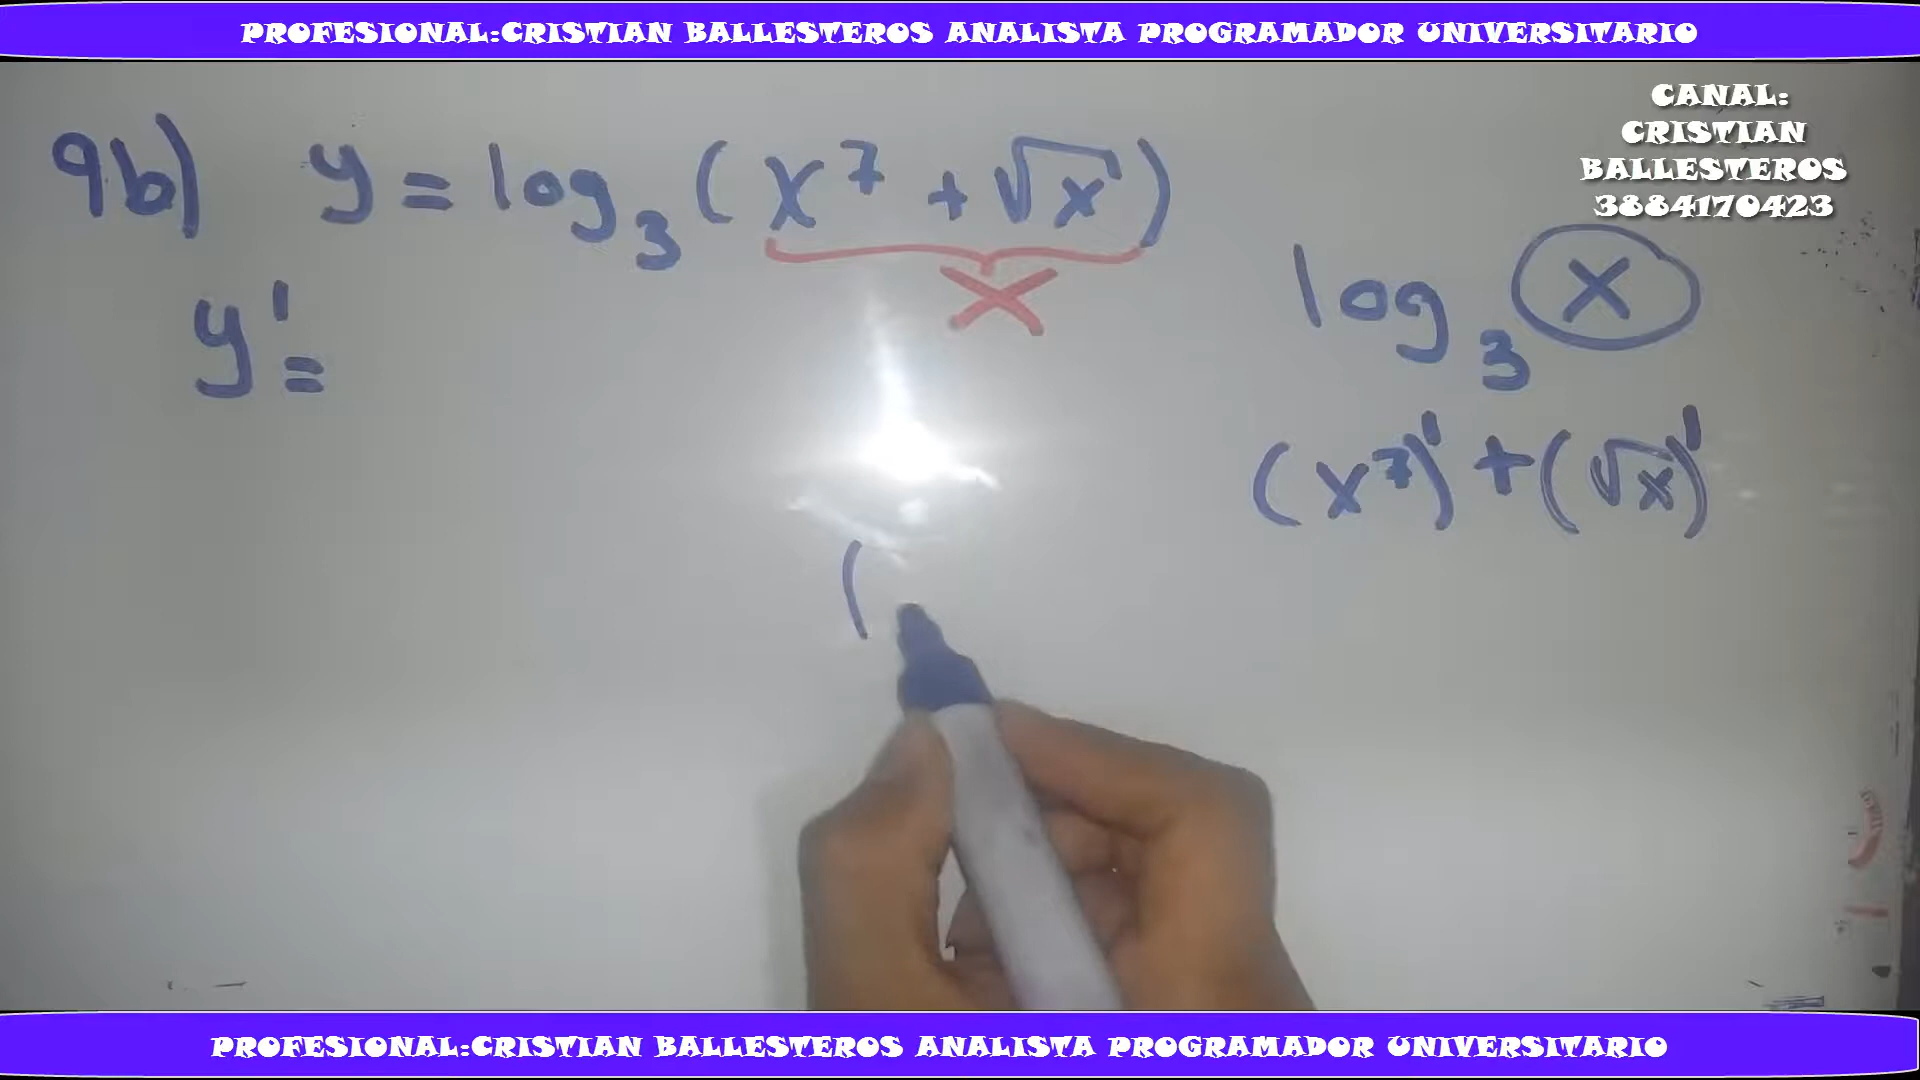 PROFESIONAL:CRISTIAN BALLESTEROS ANALISTA PROGRAMADOR UNIVERSITARIO
CANAL:
CRISTIAN
BALLESTEROS
3884170423
9b) y = log₃ (x⁷ + √x)
x
y' =
log₃ x
(x⁷)' + (√x)'
(
PROFESIONAL:CRISTIAN BALLESTEROS ANALISTA PROGRAMADOR UNIVERSITARIO